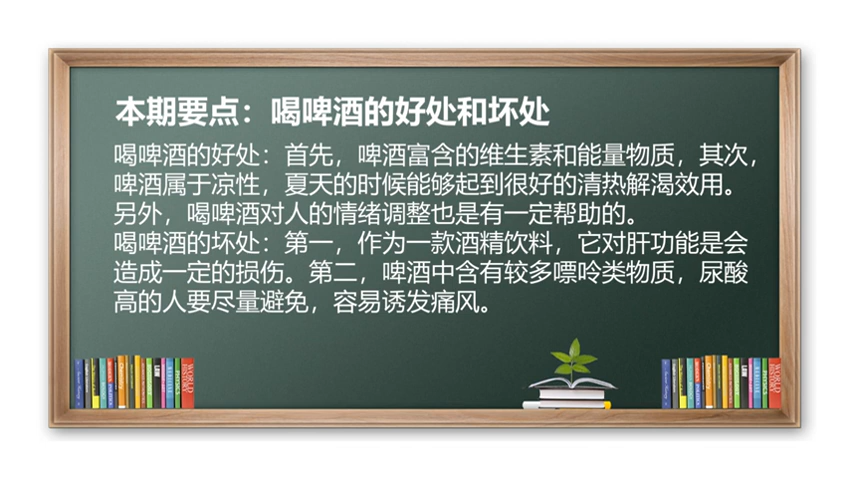 本期要点：喝啤酒的好处和坏处
喝啤酒的好处：首先，啤酒富含的维生素和能量物质，其次，
啤酒属于凉性，夏天的时候能够起到很好的清热解渴效用。
另外，喝啤酒对人的情绪调整也是有一定帮助的。
喝啤酒的坏处：第一，作为一款酒精饮料，它对肝功能是会
造成一定的损伤。第二，啤酒中含有较多嘌呤类物质，尿酸
高的人要尽量避免，容易诱发痛风。
WORLD HISTORY
WORLD HISTORY